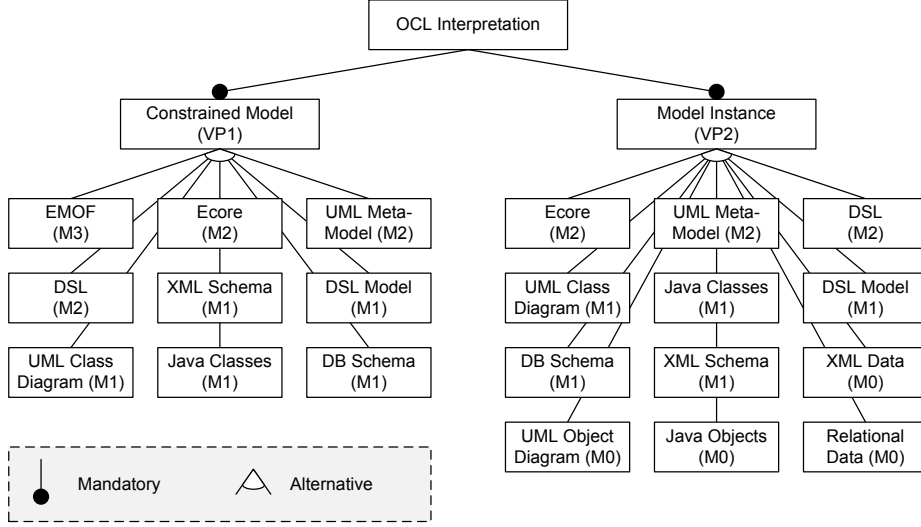 OCL Interpretation
Constrained Model
(VP1)
Model Instance
(VP2)
EMOF
(M3)
Ecore
(M2)
UML Meta-
Model (M2)
DSL
(M2)
XML Schema
(M1)
DSL Model
(M1)
UML Class
Diagram (M1)
Java Classes
(M1)
DB Schema
(M1)
Ecore
(M2)
UML Meta-
Model (M2)
DSL
(M2)
UML Class
Diagram (M1)
Java Classes
(M1)
DSL Model
(M1)
DB Schema
(M1)
XML Schema
(M1)
XML Data
(M0)
UML Object
Diagram (M0)
Java Objects
(M0)
Relational
Data (M0)
Mandatory
Alternative